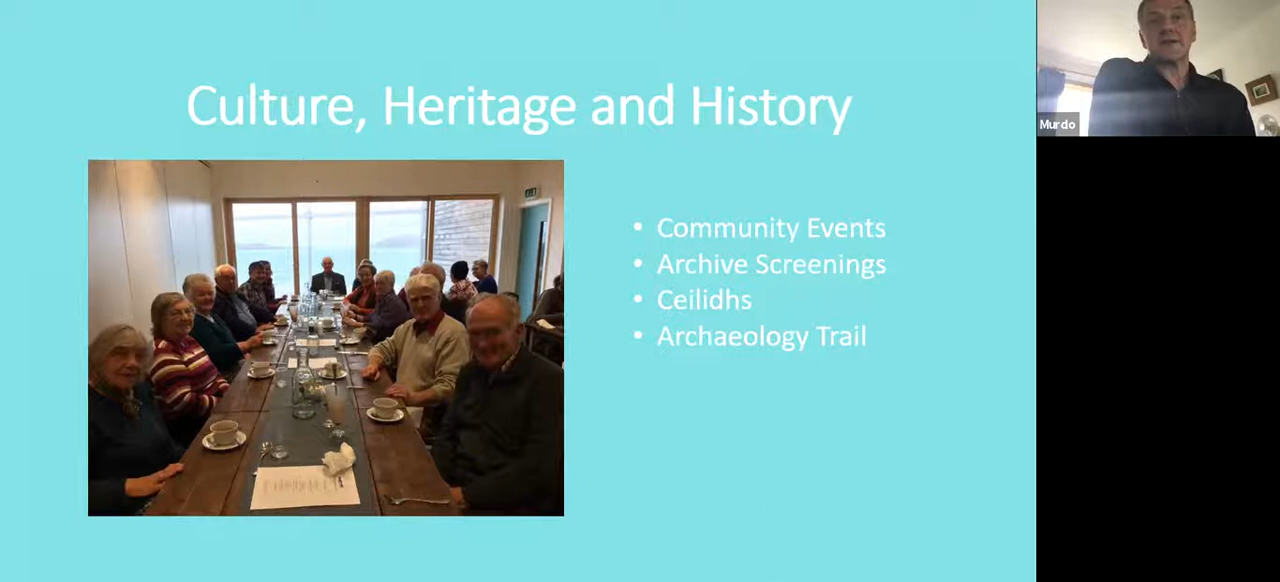 Culture, Heritage and History
• Community Events
• Archive Screenings
• Ceilidhs
• Archaeology Trail
Murdo